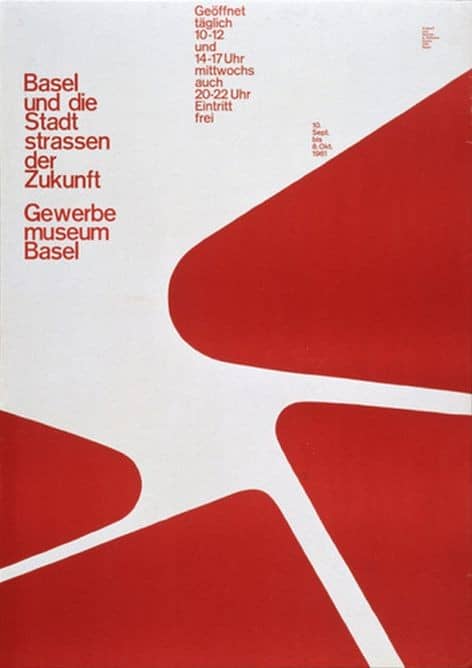 Basel
und die
Stadt
strassen
der
Zukunft
Gewerbe
museum
Basel
Geöffnet
täglich
10-12
und
14-17 Uhr
mittwochs
auch
20-22 Uhr
Eintritt
frei
10.
Sept.
bis
8. Okt.
1961